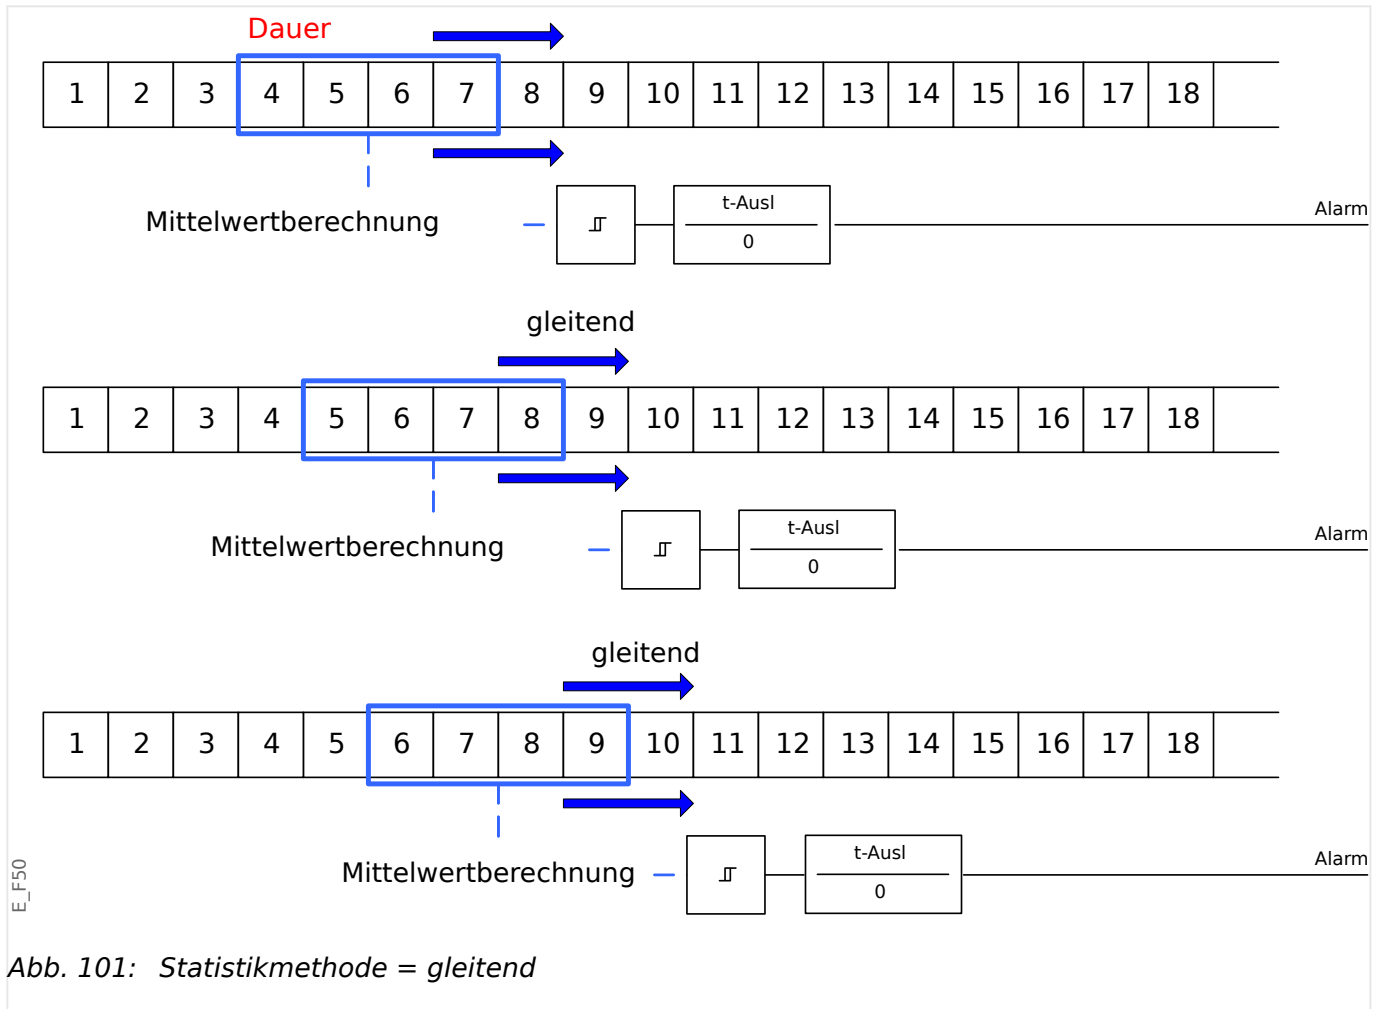 Dauer
1 2 3 4 5 6 7 8 9 10 11 12 13 14 15 16 17 18
Mittelwertberechnung
t-Ausl
0
Alarm
gleitend
1 2 3 4 5 6 7 8 9 10 11 12 13 14 15 16 17 18
Mittelwertberechnung
t-Ausl
0
Alarm
gleitend
1 2 3 4 5 6 7 8 9 10 11 12 13 14 15 16 17 18
Mittelwertberechnung
t-Ausl
0
Alarm
E_F50
Abb. 101: Statistikmethode = gleitend